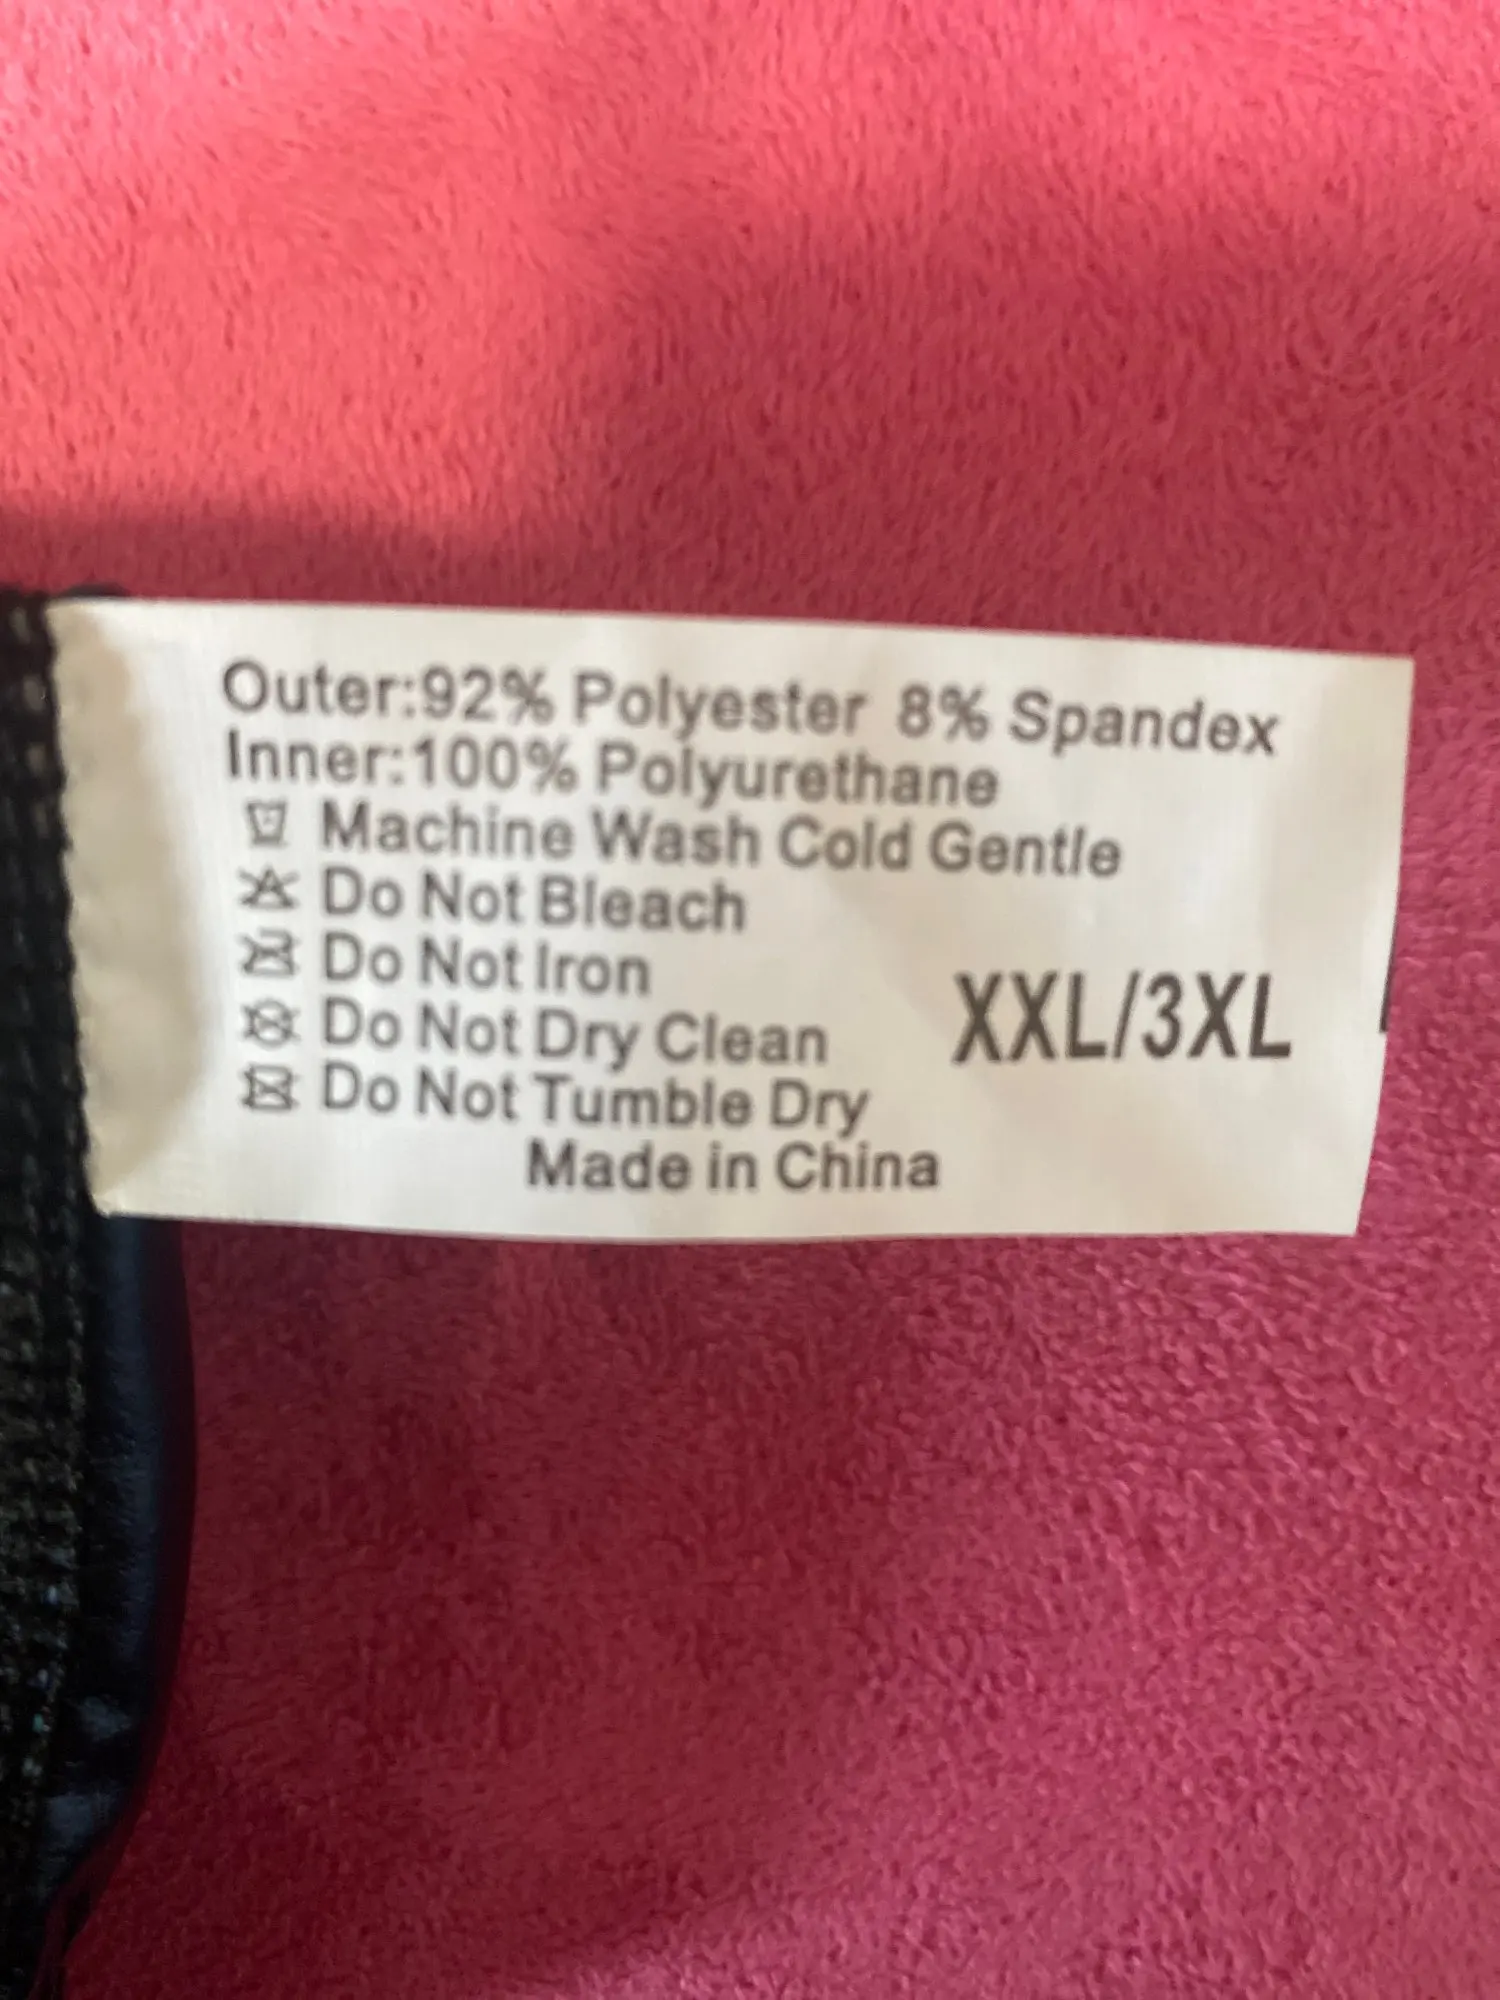 Outer:92% Polyester 8% Spandex
Inner:100% Polyurethane
Machine Wash Cold Gentle
Do Not Bleach
Do Not Iron
Do Not Dry Clean
XXL/3XL
Do Not Tumble Dry
Made in China